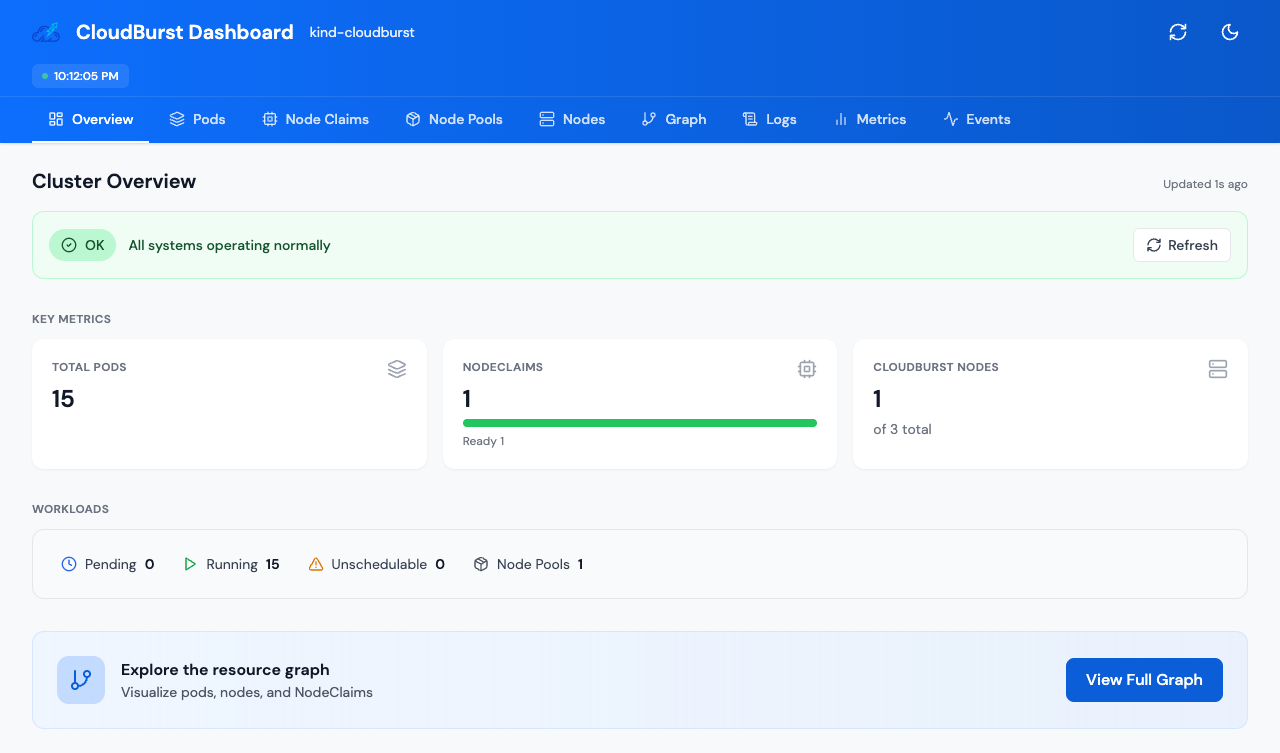 CloudBurst Dashboard kind-cloudburst
10:12:05 PM
Overview Pods Node Claims Node Pools Nodes Graph Logs Metrics Events
Cluster Overview Updated 1s ago
OK All systems operating normally Refresh
KEY METRICS
TOTAL PODS
15
NODECLAIMS
1
Ready 1
CLOUDBURST NODES
1
of 3 total
WORKLOADS
Pending 0 Running 15 Unschedulable 0 Node Pools 1
Explore the resource graph
Visualize pods, nodes, and NodeClaims
View Full Graph